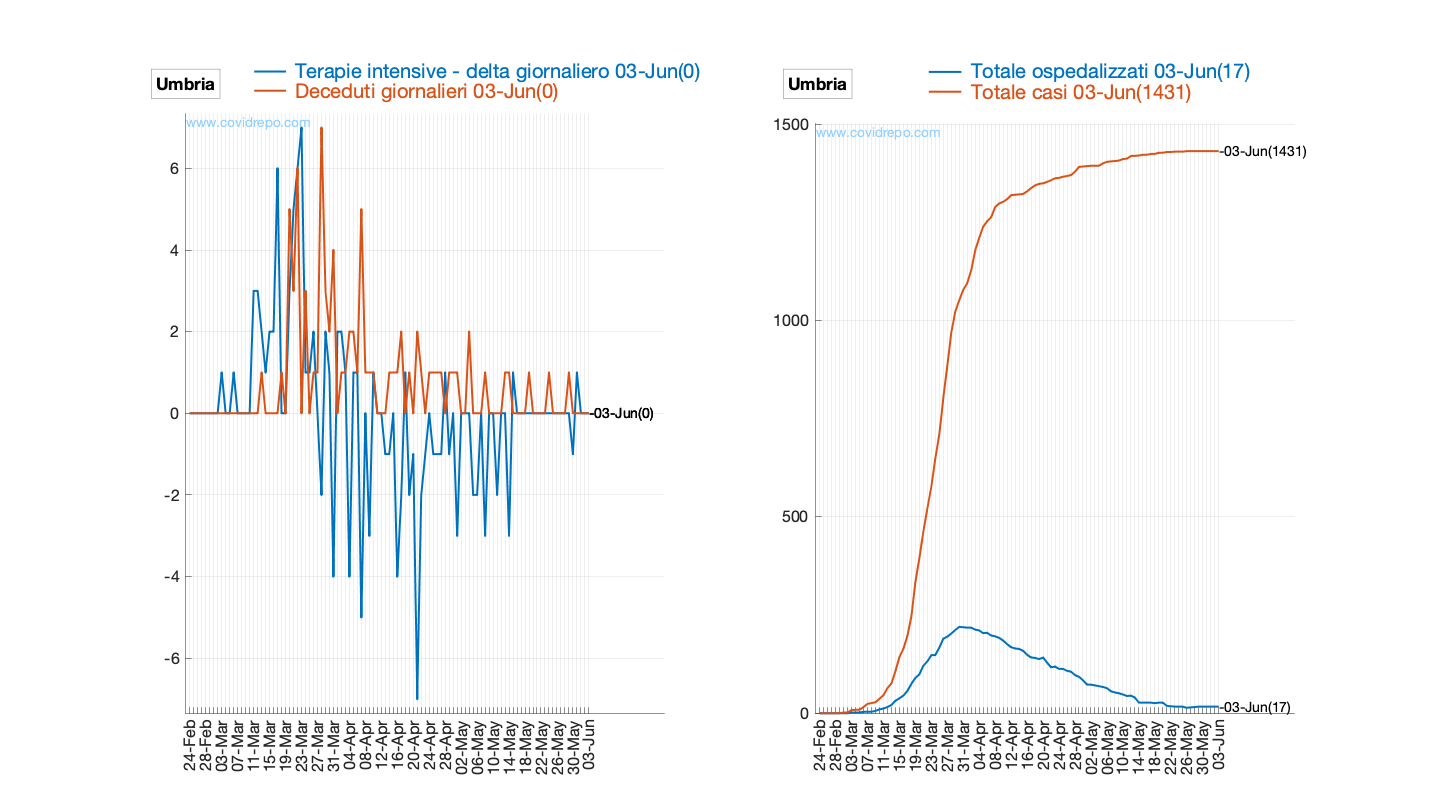 Umbria
Terapie intensive - delta giornaliero 03-Jun(0)
Deceduti giornalieri 03-Jun(0)
www.covidrepo.com
6
4
2
0
-2
-4
-6
-03-Jun(0)
24-Feb
28-Feb
03-Mar
07-Mar
11-Mar
15-Mar
19-Mar
23-Mar
27-Mar
31-Mar
04-Apr
08-Apr
12-Apr
16-Apr
20-Apr
24-Apr
28-Apr
02-May
06-May
10-May
14-May
18-May
22-May
26-May
30-May
03-Jun
Umbria
Totale ospedalizzati 03-Jun(17)
Totale casi 03-Jun(1431)
www.covidrepo.com
1500
1000
500
0
-03-Jun(1431)
-03-Jun(17)
24-Feb
28-Feb
03-Mar
07-Mar
11-Mar
15-Mar
19-Mar
23-Mar
27-Mar
31-Mar
04-Apr
08-Apr
12-Apr
16-Apr
20-Apr
24-Apr
28-Apr
02-May
06-May
10-May
14-May
18-May
22-May
26-May
30-May
03-Jun